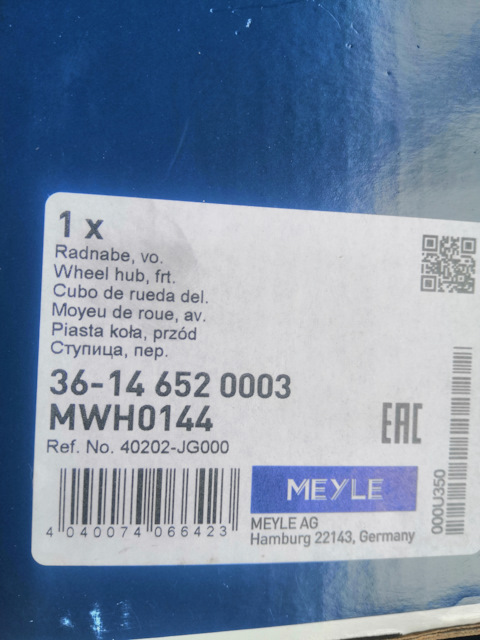 1 x
Radnabe, vo.
Wheel hub, frt.
Cubo de rueda del.
Moyeu de roue, av.
Piasta koła, przód
Ступица, пер.
36-14 652 0003
MWH0144
Ref. No. 40202-JG000
EAC
000U350
4 040074 066423
MEYLE
MEYLE AG
Hamburg 22143, Germany